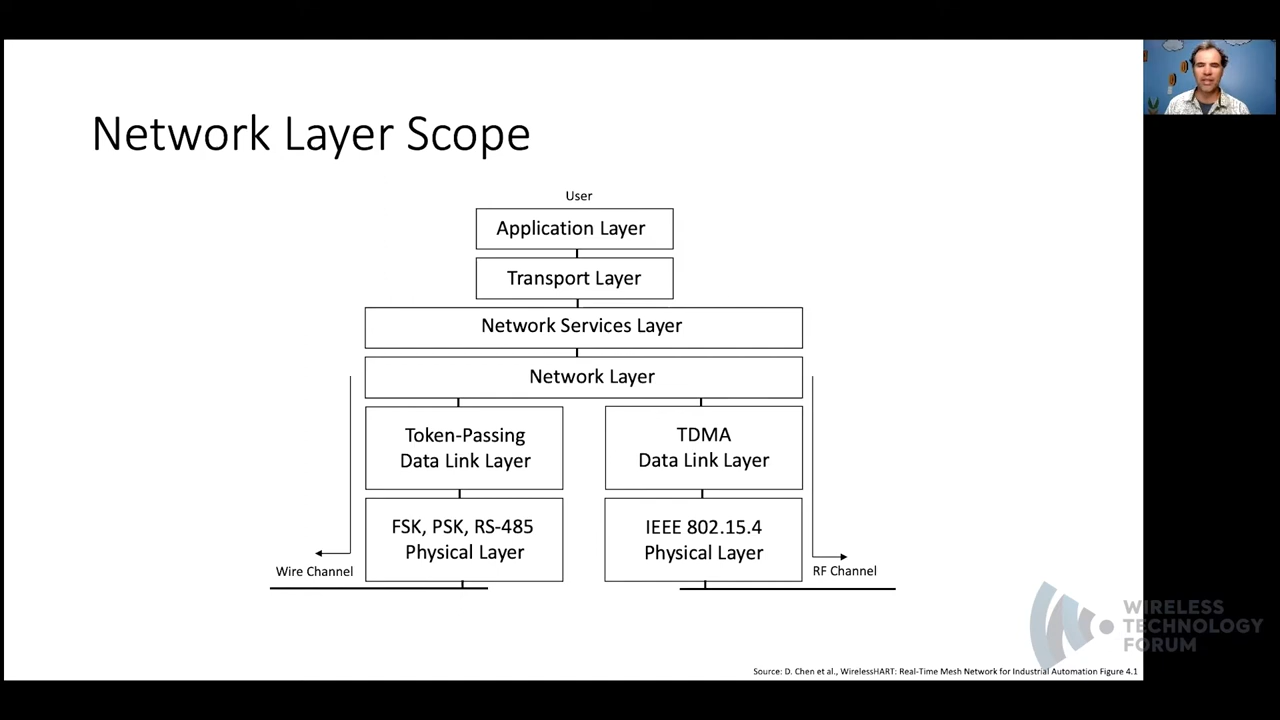 Network Layer Scope
User
Application Layer
Transport Layer
Network Services Layer
Network Layer
Token-Passing
Data Link Layer
TDMA
Data Link Layer
FSK, PSK, RS-485
Physical Layer
IEEE 802.15.4
Physical Layer
Wire Channel
RF Channel
WIRELESS
TECHNOLOGY
FORUM
Source: D. Chen et al., WirelessHART: Real-Time Mesh Network for Industrial Automation Figure 4.1